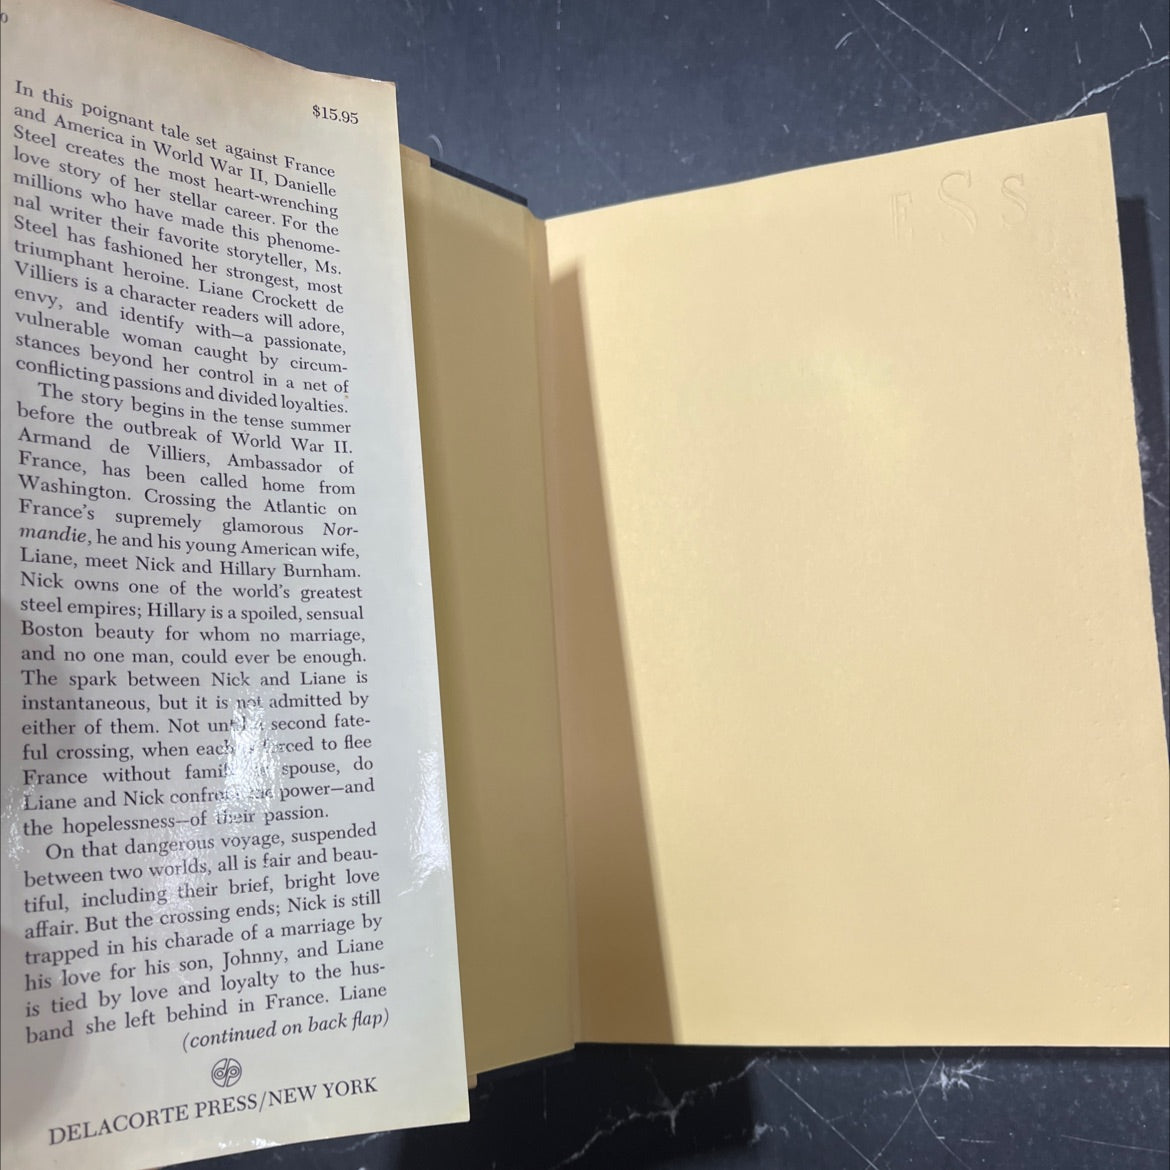 $15.95
In this poignant tale set against France
and America in World War II, Danielle
Steel creates the most heart-wrenching
love story of her stellar career. For the
millions who have made this phenome-
nal writer their favorite storyteller, Ms.
Steel has fashioned her strongest, most
triumphant heroine. Liane Crockett de
Villiers is a character readers will adore,
envy, and identify with—a passionate,
vulnerable woman caught by circum-
stances beyond her control in a net of
conflicting passions and divided loyalties.
The story begins in the tense summer
before the outbreak of World War II.
Armand de Villiers, Ambassador of
France, has been called home from
Washington. Crossing the Atlantic on
France's supremely glamorous Nor-
mandie, he and his young American wife,
Liane, meet Nick and Hillary Burnham.
Nick owns one of the world's greatest
steel empires; Hillary is a spoiled, sensual
Boston beauty for whom no marriage,
and no one man, could ever be enough.
The spark between Nick and Liane is
instantaneous, but it is not admitted by
either of them. Not second fate-
ful crossing, when each forced to flee
France without spouse, do
Liane and Nick power—and
the hopelessness—of their passion.
On that dangerous voyage, suspended
between two worlds, all is fair and beau-
tiful, including their brief, bright love
affair. But the crossing ends; Nick is still
trapped in his charade of a marriage by
his love for his son, Johnny, and Liane
is tied by love and loyalty to the hus-
band she left behind in France. Liane
(continued on back flap)
dp
DELACORTE PRESS/NEW YORK
S S